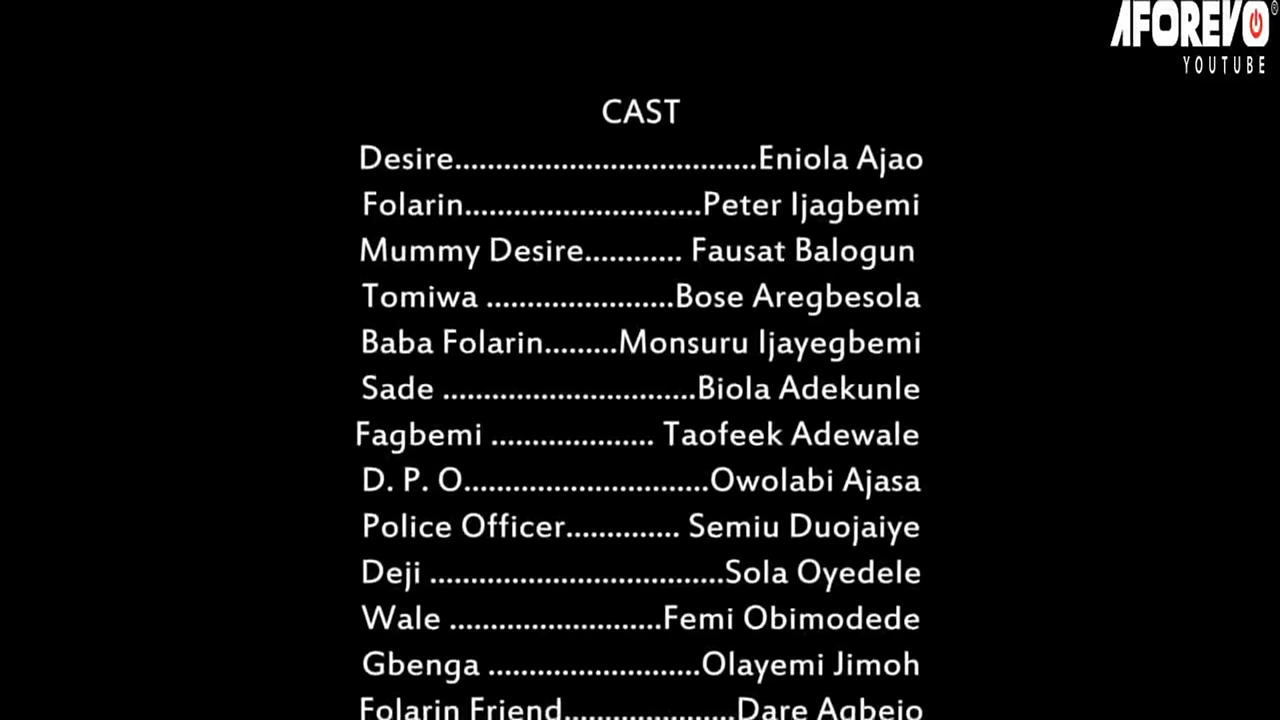 AFOREVO
YOUTUBE
CAST
Desire.....................................Eniola Ajao
Folarin.............................Peter Ijagbemi
Mummy Desire............ Fausat Balogun
Tomiwa .......................Bose Aregbesola
Baba Folarin.........Monsuru Ijayegbemi
Sade ...............................Biola Adekunle
Fagbemi .................... Taofeek Adewale
D. P. O..............................Owolabi Ajasa
Police Officer.............. Semiu Duojaiye
Deji ....................................Sola Oyedele
Wale ..........................Femi Obimodede
Gbenga ..........................Olayemi Jimoh
Folarin Friend.....................Dare Agbejo